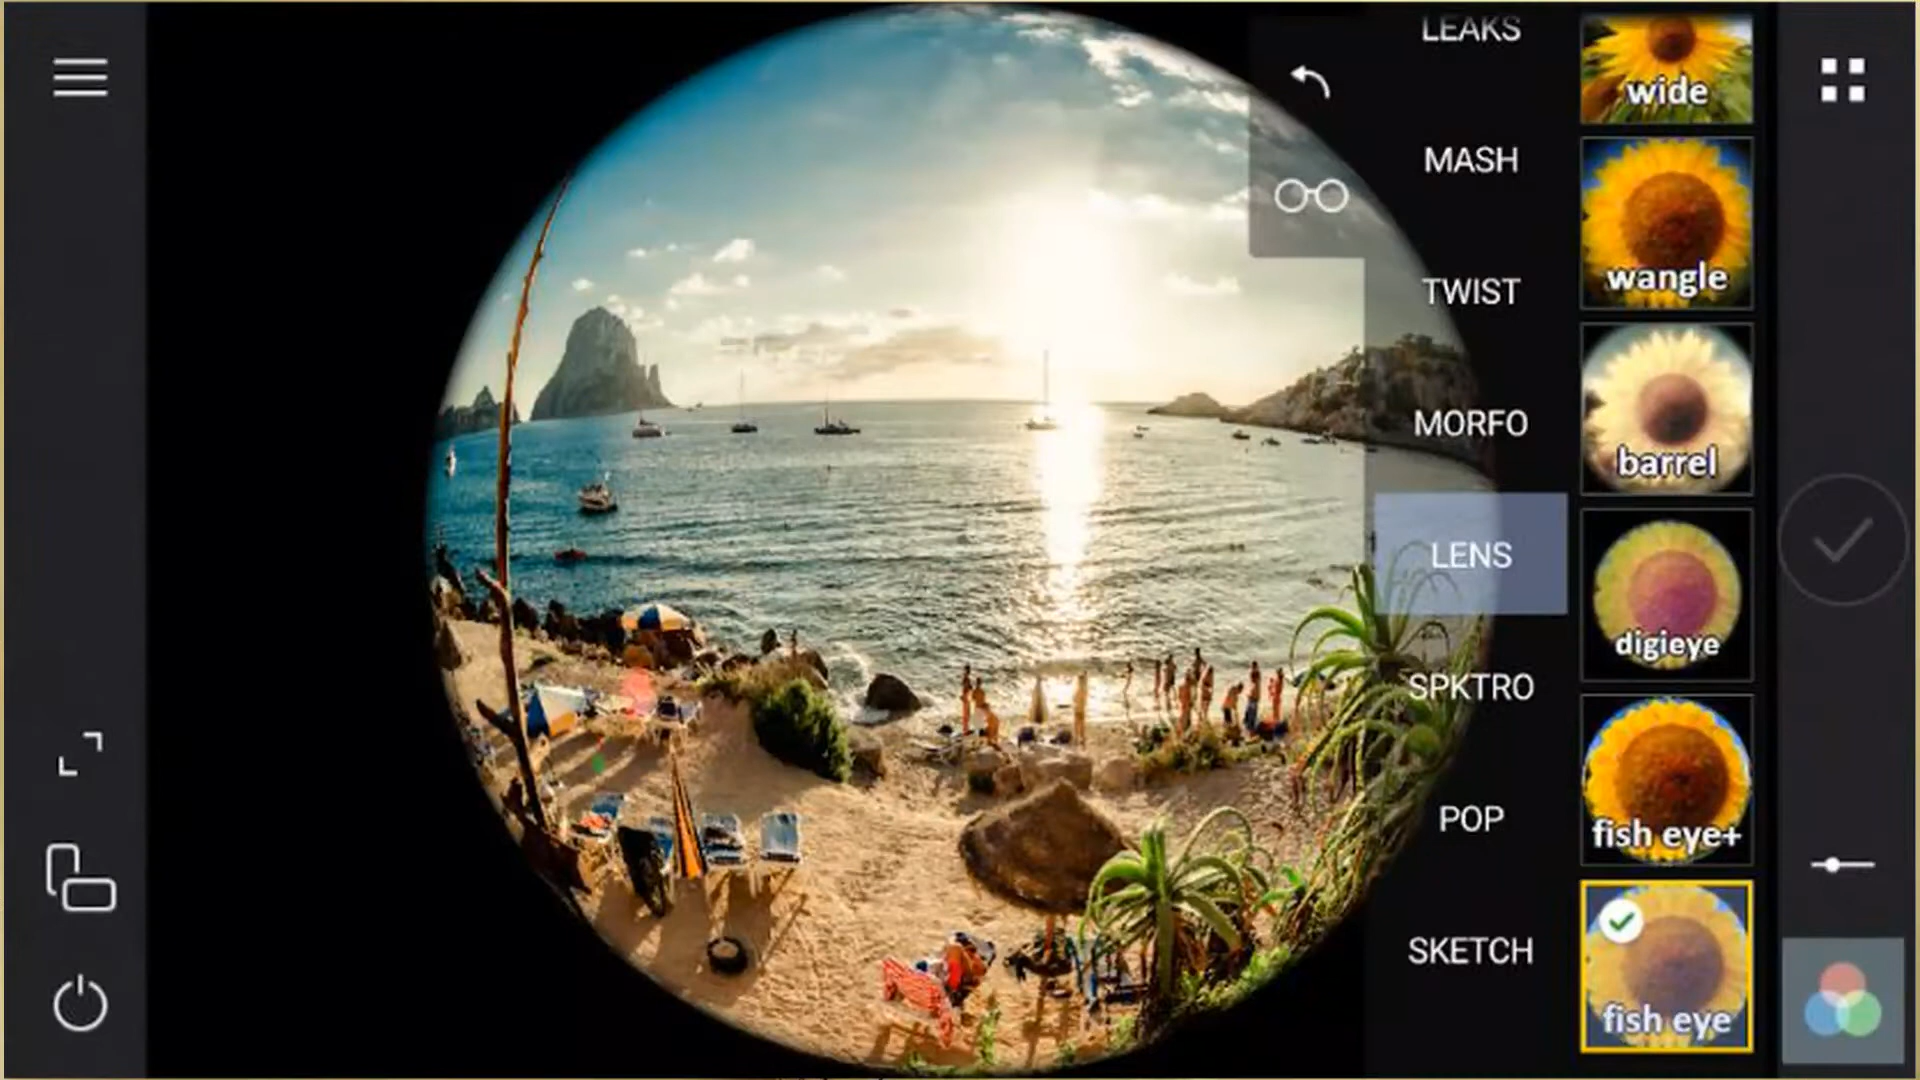 LEAKS
MASH
TWIST
MORFO
LENS
SPKTRO
POP
SKETCH
wide
wangle
barrel
digieye
fish eye+
fish eye